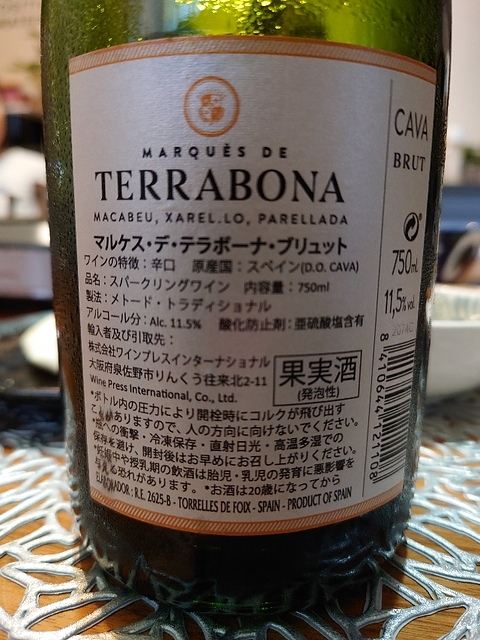 MARQUÈS DE
TERRABONA
MACABEU, XAREL.LO, PARELLADA
マルケス・デ・テラボーナ・ブリュット
ワインの特徴：辛口　原産国：スペイン(D.O. CAVA)
品名：スパークリングワイン　内容量：750ml
製法：メトード・トラディショナル
アルコール分：Alc. 11.5%　酸化防止剤：亜硫酸塩含有
輸入者及び引取先：
株式会社ワインプレスインターナショナル
大阪府泉佐野市りんくう往来北2-11
Wine Press International, Co., Ltd.
果実酒
(発泡性)
•ボトル内の圧力により開栓時にコルクが飛び出す
ありますので、人の方向に向けないでください。
への衝撃・冷凍保存・直射日光・高温多湿での
保存を避け、開封後はお早めにお召し上がりください。
•妊娠中や授乳期の飲酒は胎児・乳児の発育に悪影響を
与える恐れがあります。•お酒は20歳になってから
ELABORADOR : R.E. 2625-B - TORRELLES DE FOIX - SPAIN - PRODUCT OF SPAIN
CAVA
BRUT
750mL
11,5% vol.
8 410644 127108